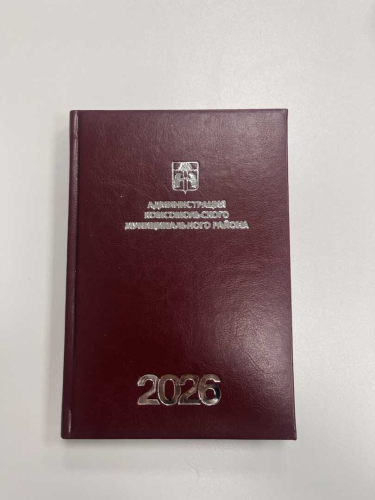 АДМИНИСТРАЦИЯ
КОМСОМОЛЬСКОГО
МУНИЦИПАЛЬНОГО РАЙОНА
2026